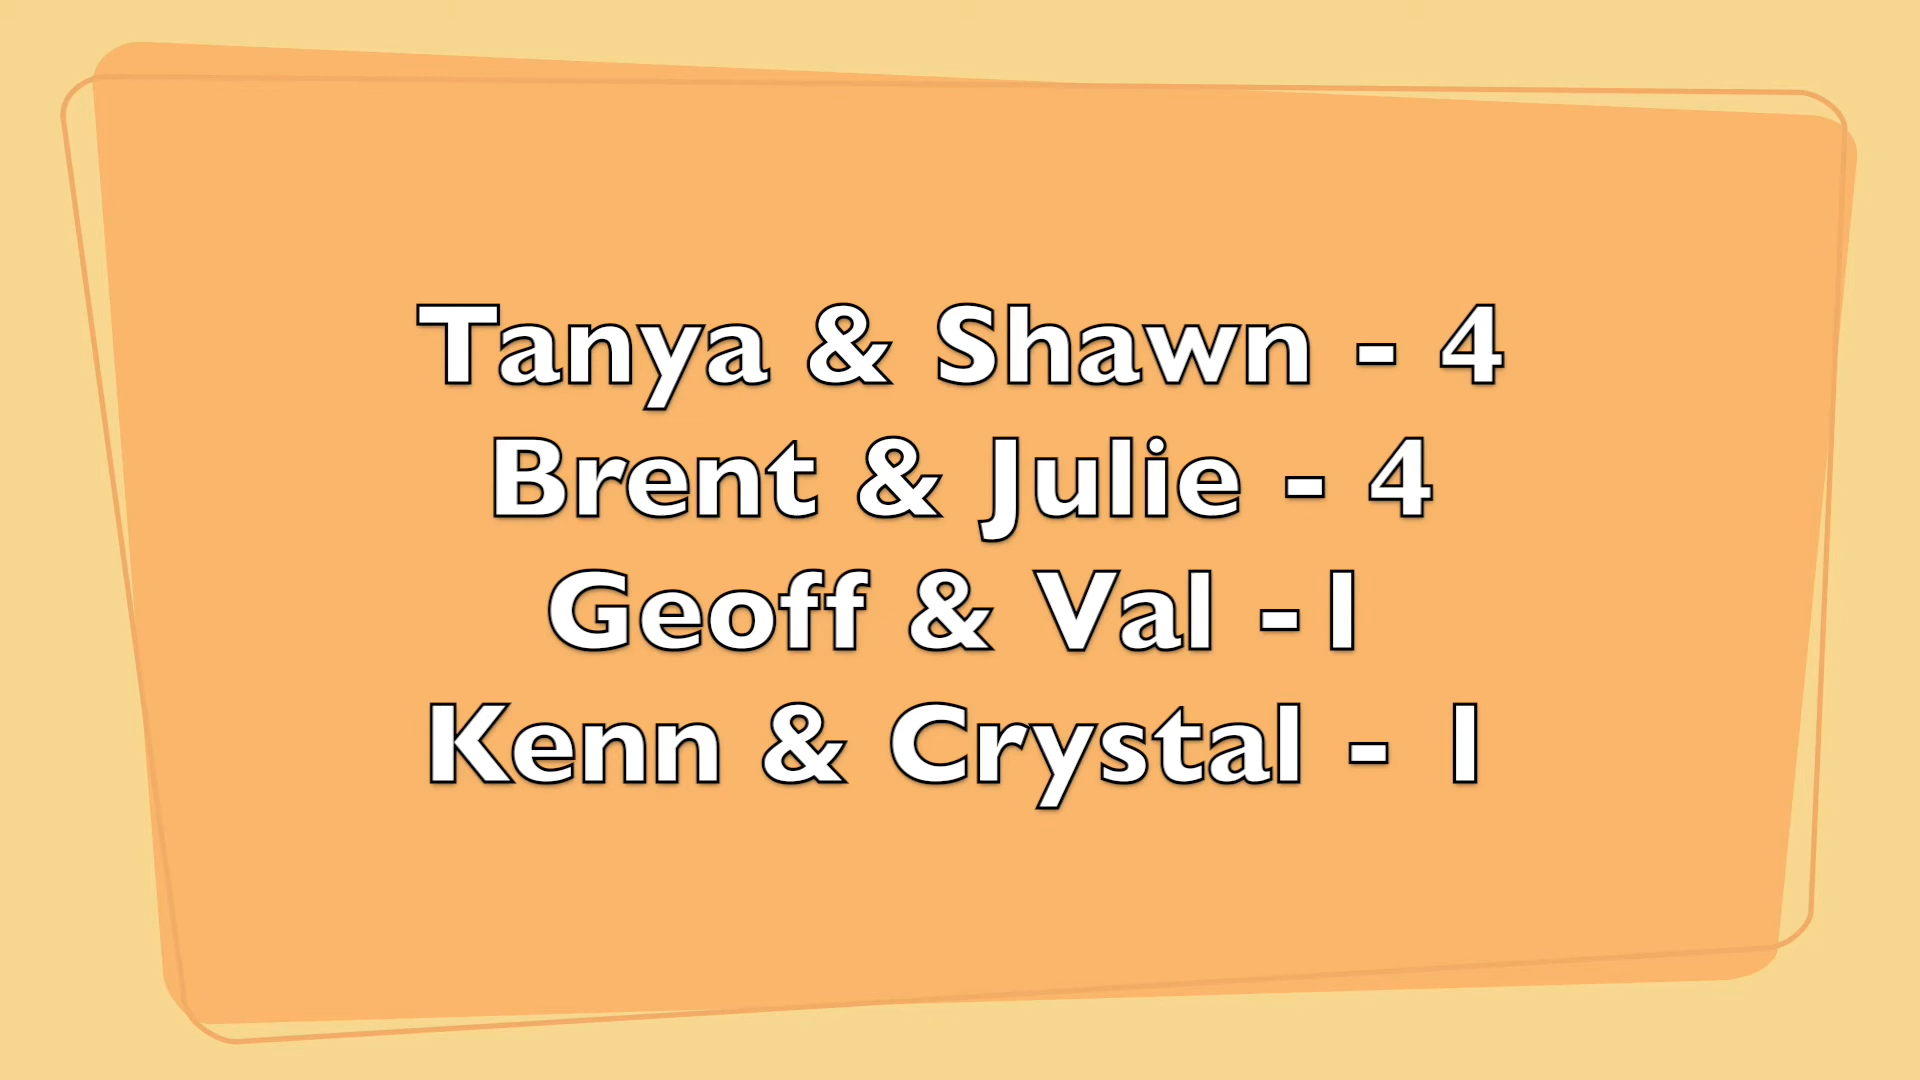 Tanya & Shawn - 4
Brent & Julie - 4
Geoff & Val -1
Kenn & Crystal - 1